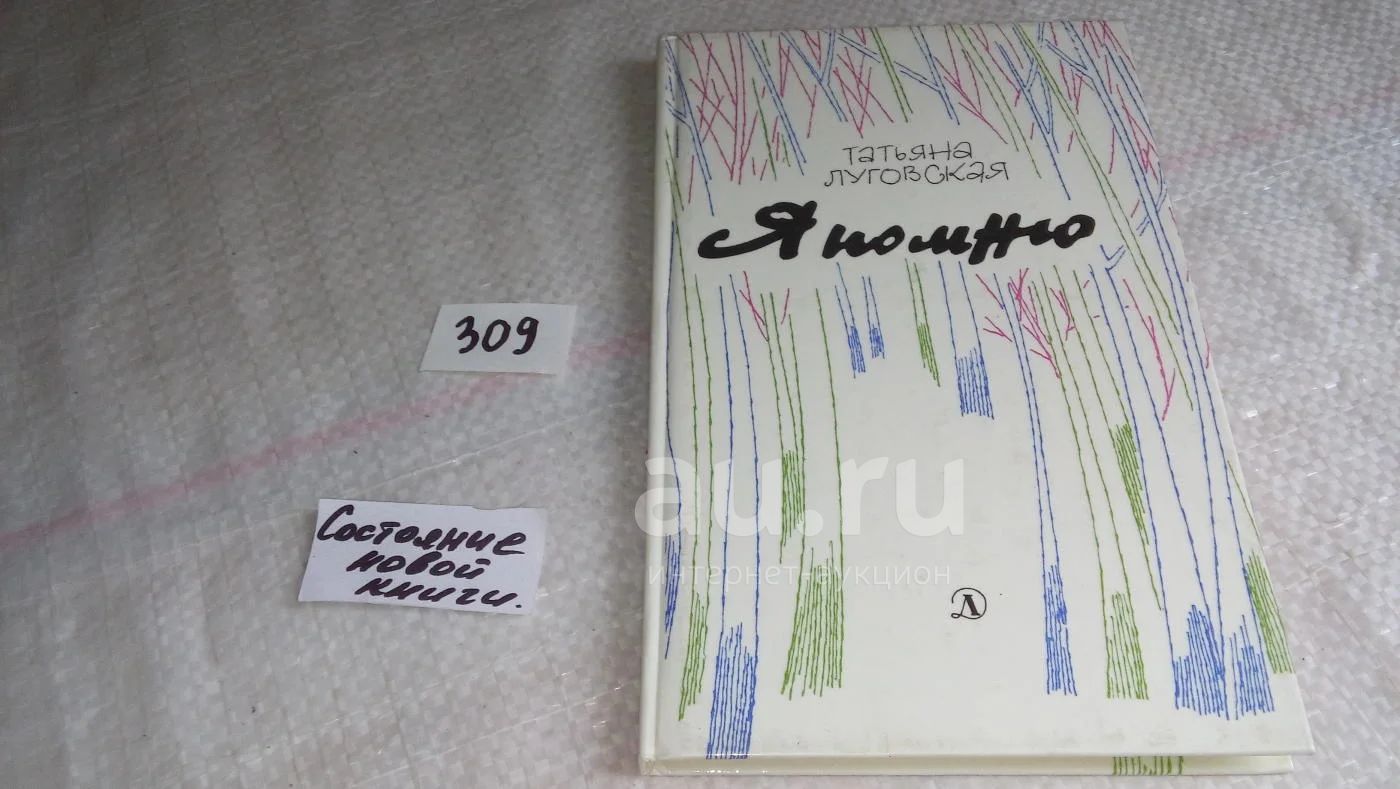 Татьяна
Луговская
Я помню
309
Состояние
новой
книги.
au.ru
интернет-аукцион
Д